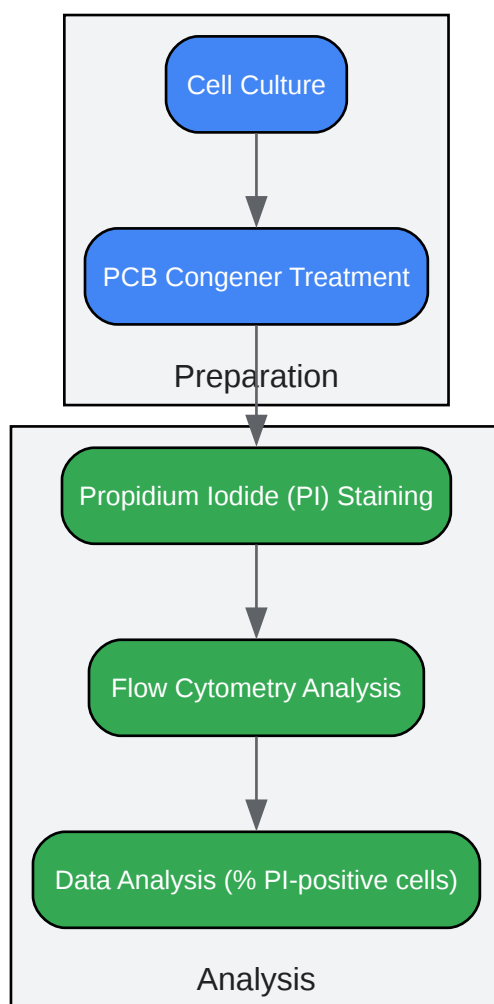 Cell Culture
PCB Congener Treatment
Preparation
Propidium Iodide (PI) Staining
Flow Cytometry Analysis
Data Analysis (% PI-positive cells)
Analysis